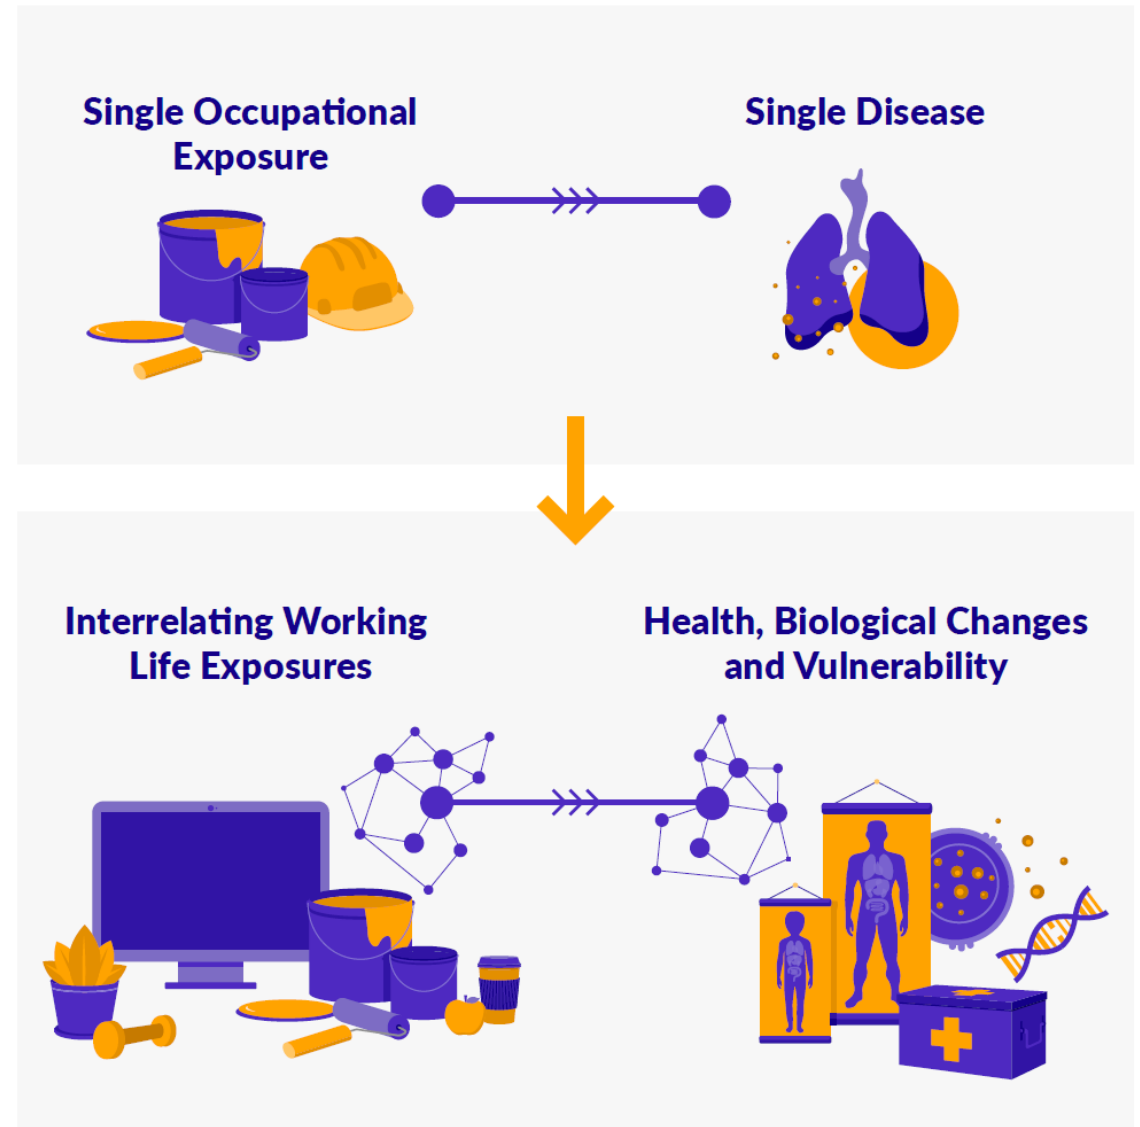 Single Occupational
Exposure
Single Disease
Interrelating Working
Life Exposures
Health, Biological Changes
and Vulnerability